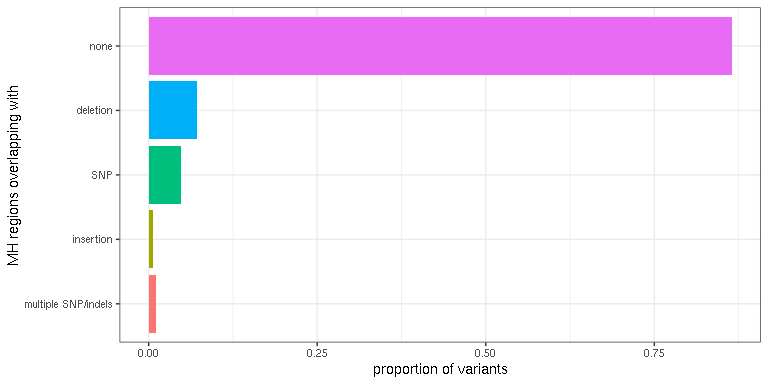 MH regions overlapping with
none
deletion
SNP
insertion
multiple SNP/indels
0.00 0.25 0.50 0.75
proportion of variants